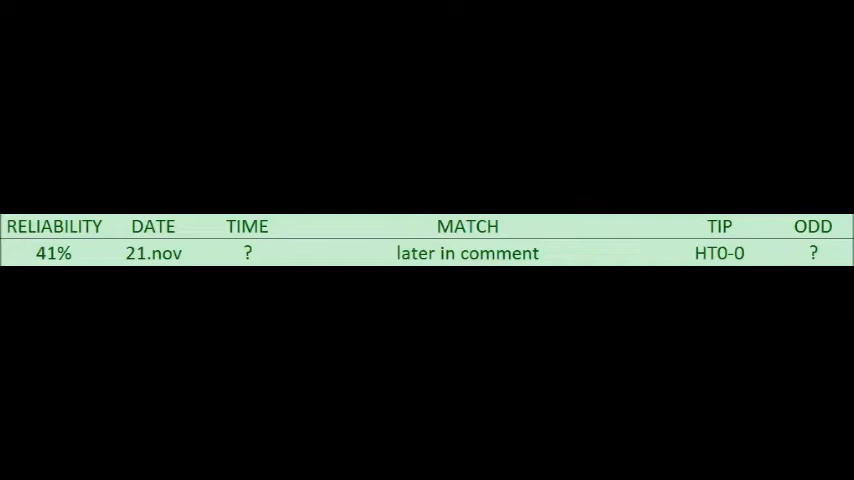 RELIABILITY DATE TIME MATCH TIP ODD
41% 21.nov ? later in comment HT0-0 ?